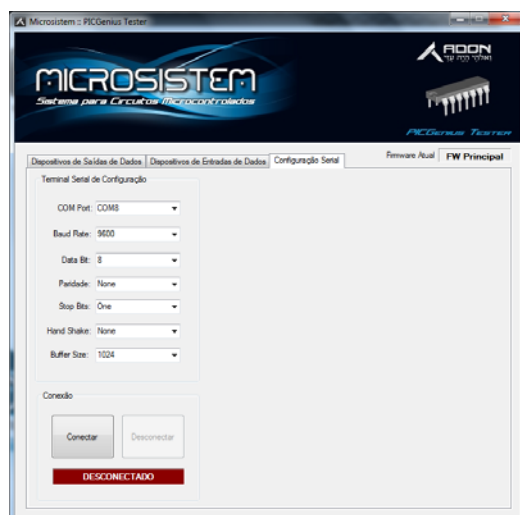 Microsistem :: PICGenius Tester
MICROSISTEM
Sistema para Circuitos Microcontrolados
ADON
PICGenius Tester
Dispositivos de Saídas de Dados
Dispositivos de Entradas de Dados
Configuração Serial
Firmware Atual
FW Principal
Terminal Serial de Configuração
COM Port: COM8
Baud Rate: 9600
Data Bit: 8
Paridade: None
Stop Bits: One
Hand Shake: None
Buffer Size: 1024
Conexão
Conectar
Desconectar
DESCONECTADO